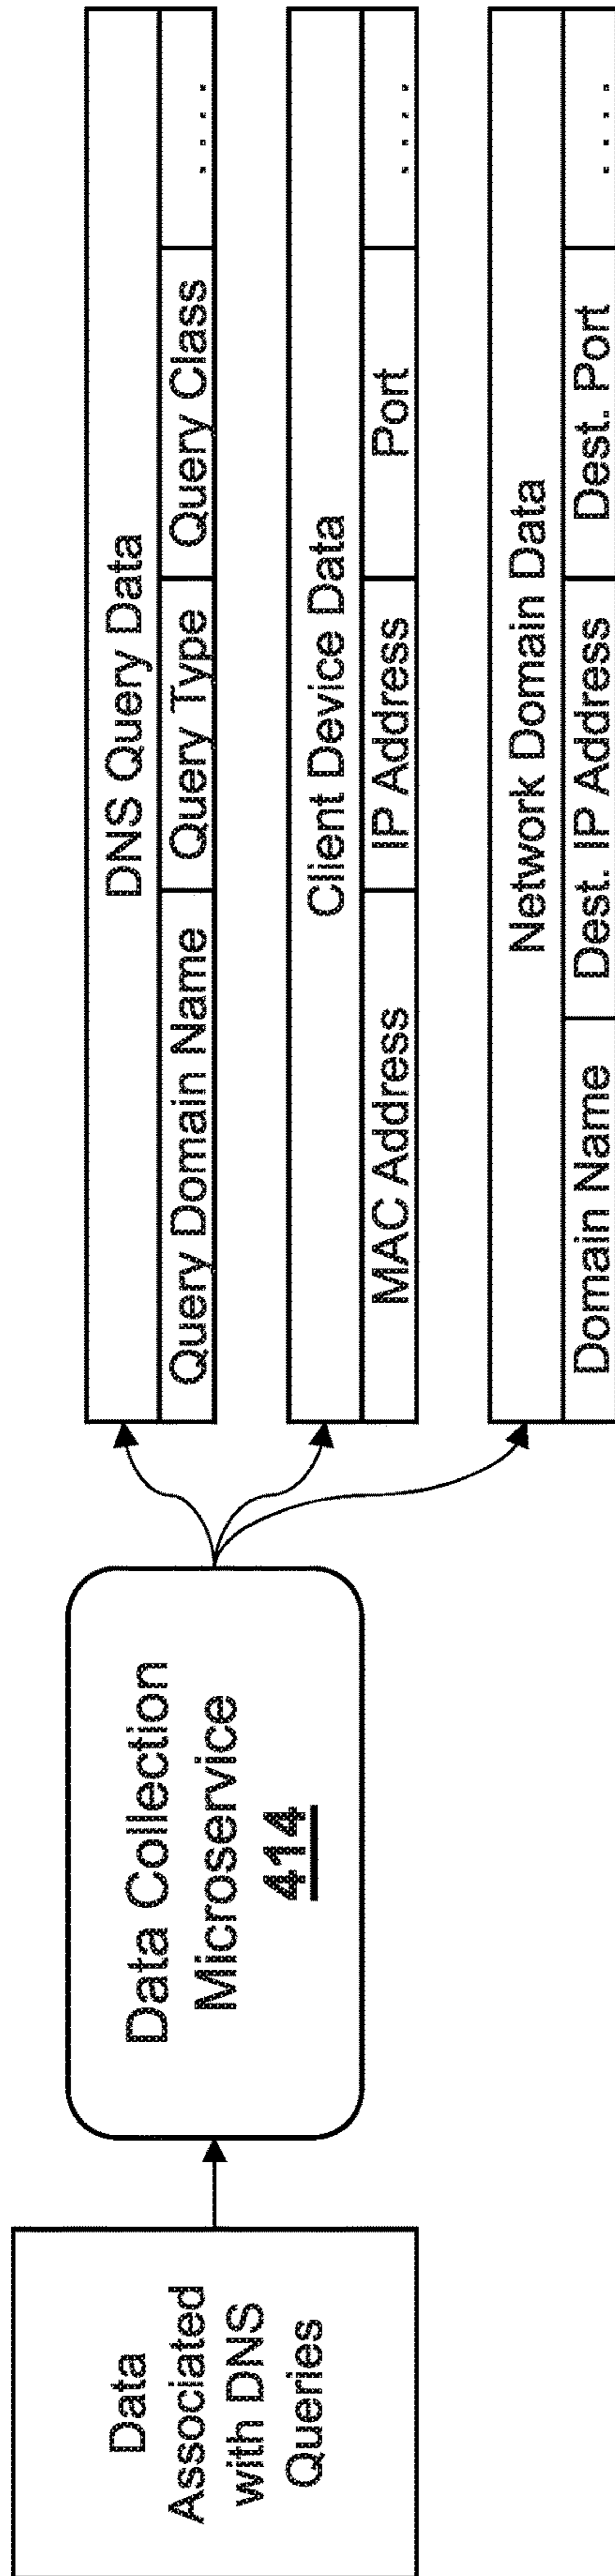 Data
Associated
with DNS
Queries
Data Collection
Microservice
414
DNS Query Data
Query Domain Name Query Type Query Class ....
Client Device Data
MAC Address IP Address Port ....
Network Domain Data
Domain Name Dest. IP Address Dest. Port ....